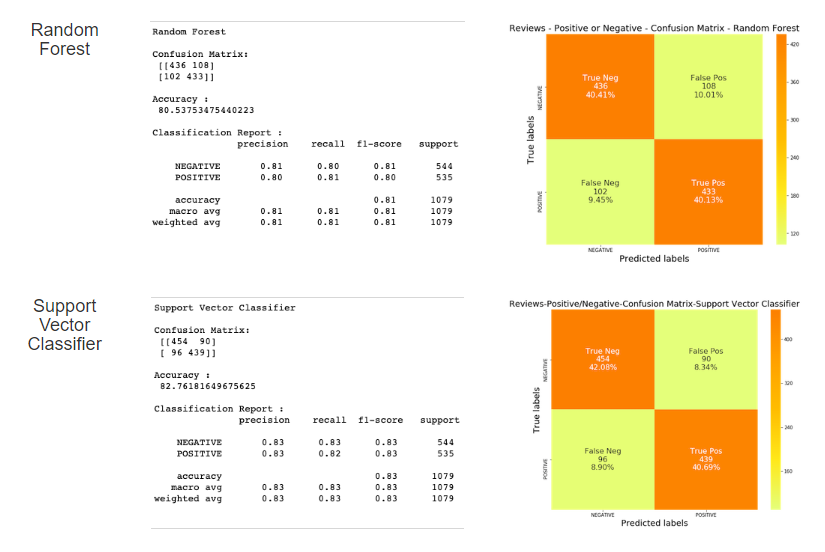 Random
Forest
Random Forest
Confusion Matrix:
[[436 108]
[102 433]]
Accuracy :
80.53753475440223
Classification Report :
precision recall f1-score support
NEGATIVE 0.81 0.80 0.81 544
POSITIVE 0.80 0.81 0.80 535
accuracy 0.81 1079
macro avg 0.81 0.81 0.81 1079
weighted avg 0.81 0.81 0.81 1079
Reviews - Positive or Negative - Confusion Matrix - Random Forest
True labels
NEGATIVE
POSITIVE
True Neg
436
40.41%
False Pos
108
10.01%
False Neg
102
9.45%
True Pos
433
40.13%
NEGATIVE POSITIVE
Predicted labels
420
360
300
240
180
120
Support
Vector
Classifier
Support Vector Classifier
Confusion Matrix:
[[454 90]
[ 96 439]]
Accuracy :
82.76181649675625
Classification Report :
precision recall f1-score support
NEGATIVE 0.83 0.83 0.83 544
POSITIVE 0.83 0.82 0.83 535
accuracy 0.83 1079
macro avg 0.83 0.83 0.83 1079
weighted avg 0.83 0.83 0.83 1079
Reviews-Positive/Negative-Confusion Matrix-Support Vector Classifier
True labels
NEGATIVE
POSITIVE
True Neg
454
42.08%
False Pos
90
8.34%
False Neg
96
8.90%
True Pos
439
40.69%
NEGATIVE POSITIVE
Predicted labels
400
320
240
160